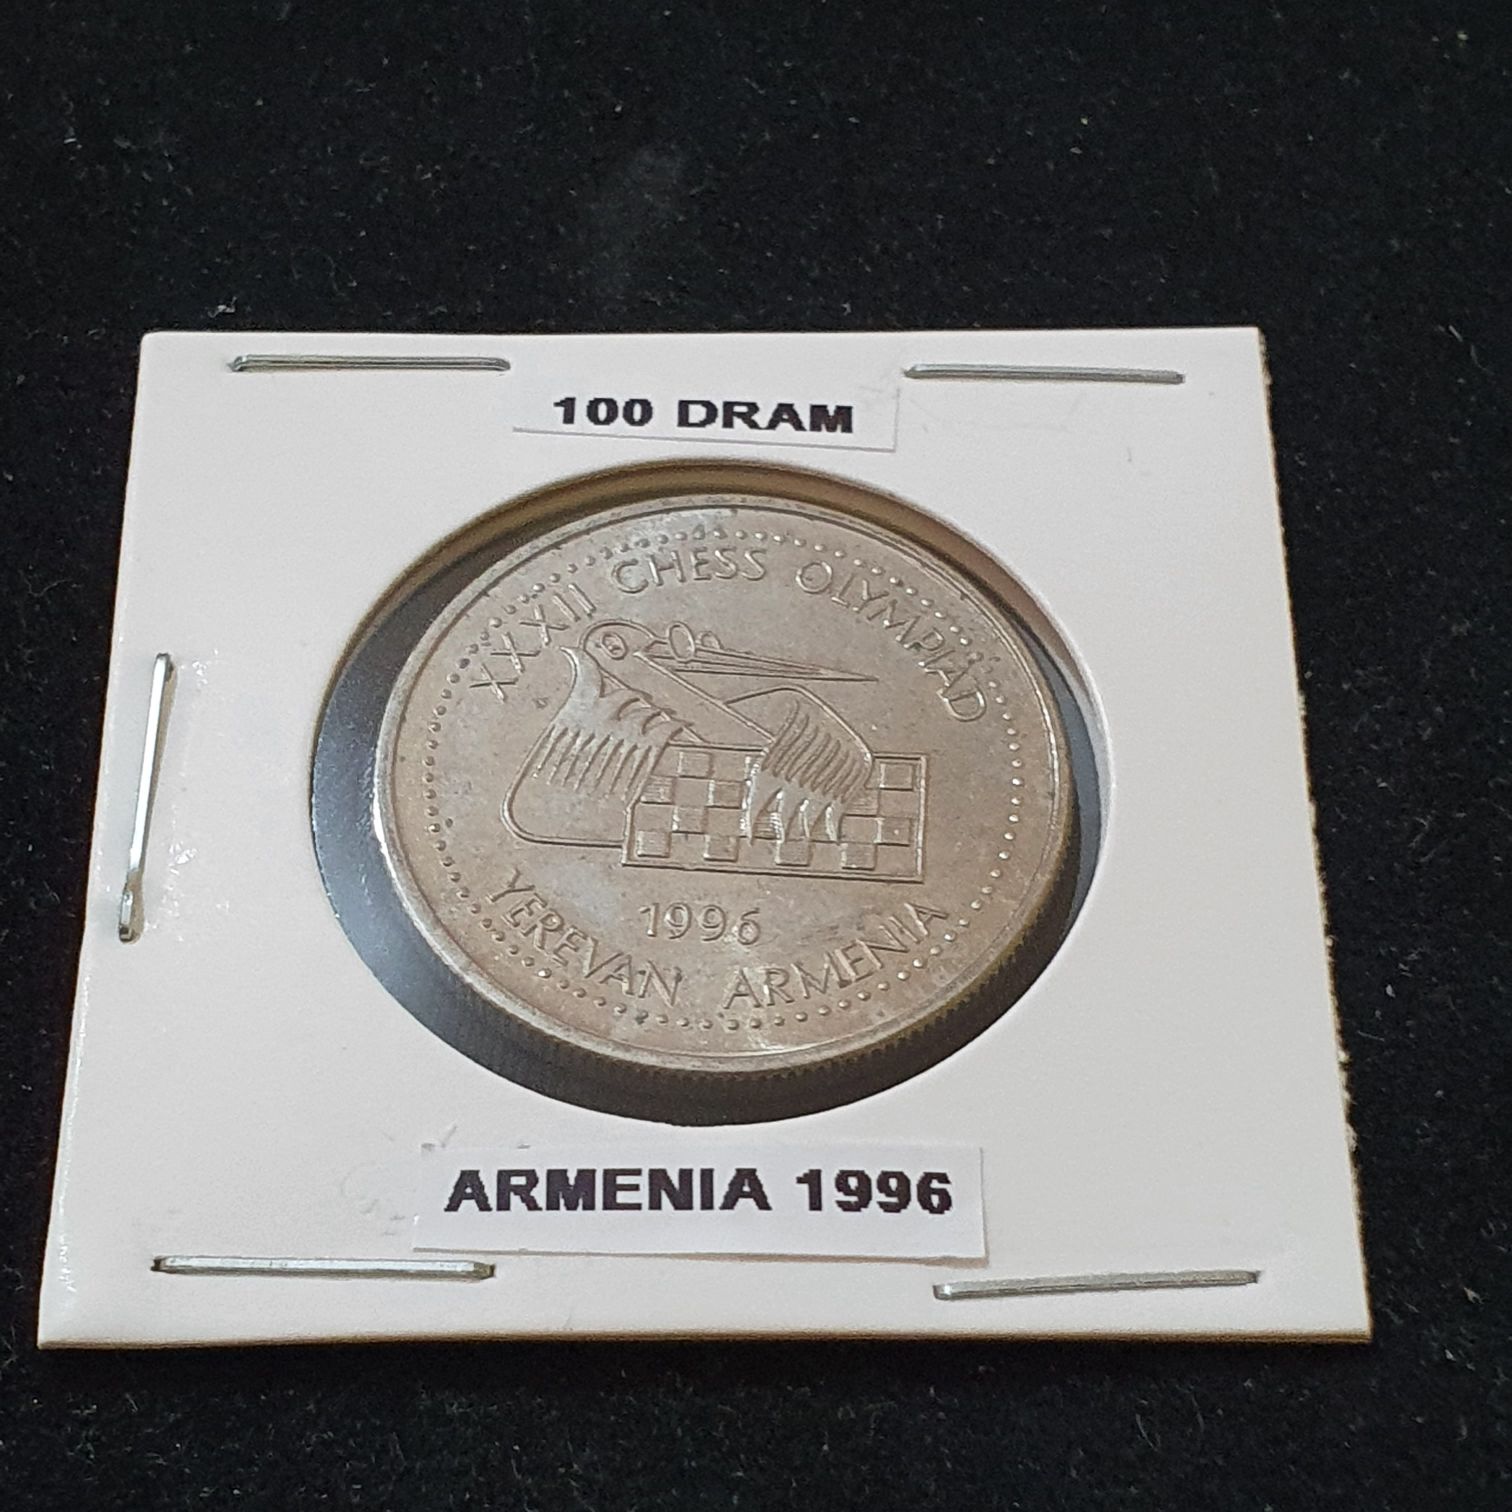 100 DRAM
XXXII CHESS OLYMPIAD
1996
YEREVAN ARMENIA
ARMENIA 1996